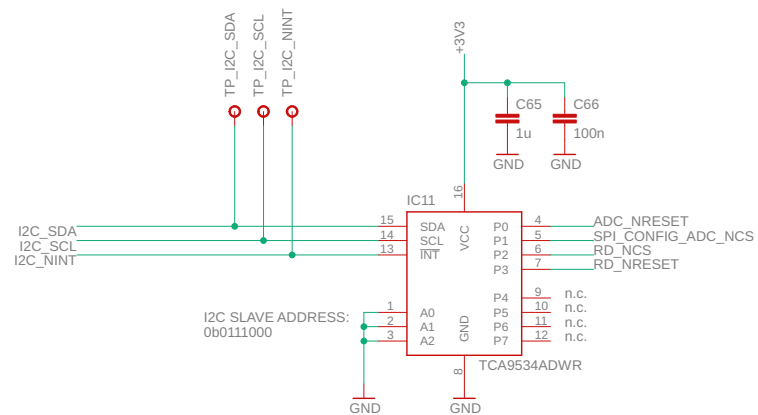 TP_I2C_SDA
TP_I2C_SCL
TP_I2C_NINT
+3V3
C65
1u
GND
C66
100n
GND
IC11
16
I2C_SDA
I2C_SCL
I2C_NINT
15
14
13
SDA
SCL
INT
VCC
P0
P1
P2
P3
4
5
6
7
ADC_NRESET
SPI_CONFIG_ADC_NCS
RD_NCS
RD_NRESET
I2C SLAVE ADDRESS:
0b0111000
1
2
3
A0
A1
A2
GND
P4
P5
P6
P7
9
10
11
12
n.c.
n.c.
n.c.
n.c.
8
TCA9534ADWR
GND
GND